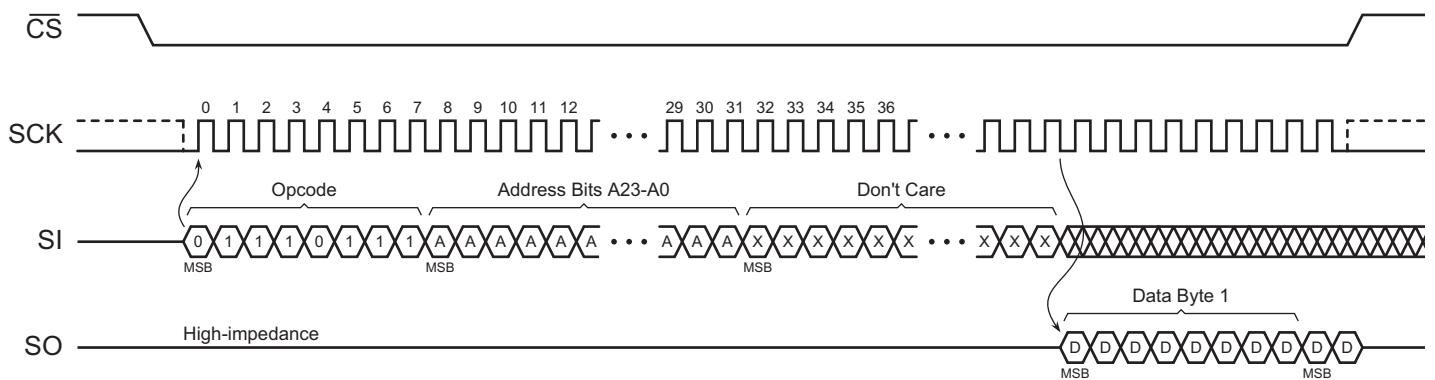 CS
0 1 2 3 4 5 6 7 8 9 10 11 12 29 30 31 32 33 34 35 36
SCK
Opcode Address Bits A23-A0 Don't Care
SI 0 1 1 1 0 1 1 1 A A A A A A A A A X X X X X X X X X
MSB MSB MSB
Data Byte 1
High-impedance
SO D D D D D D D D D D
MSB MSB